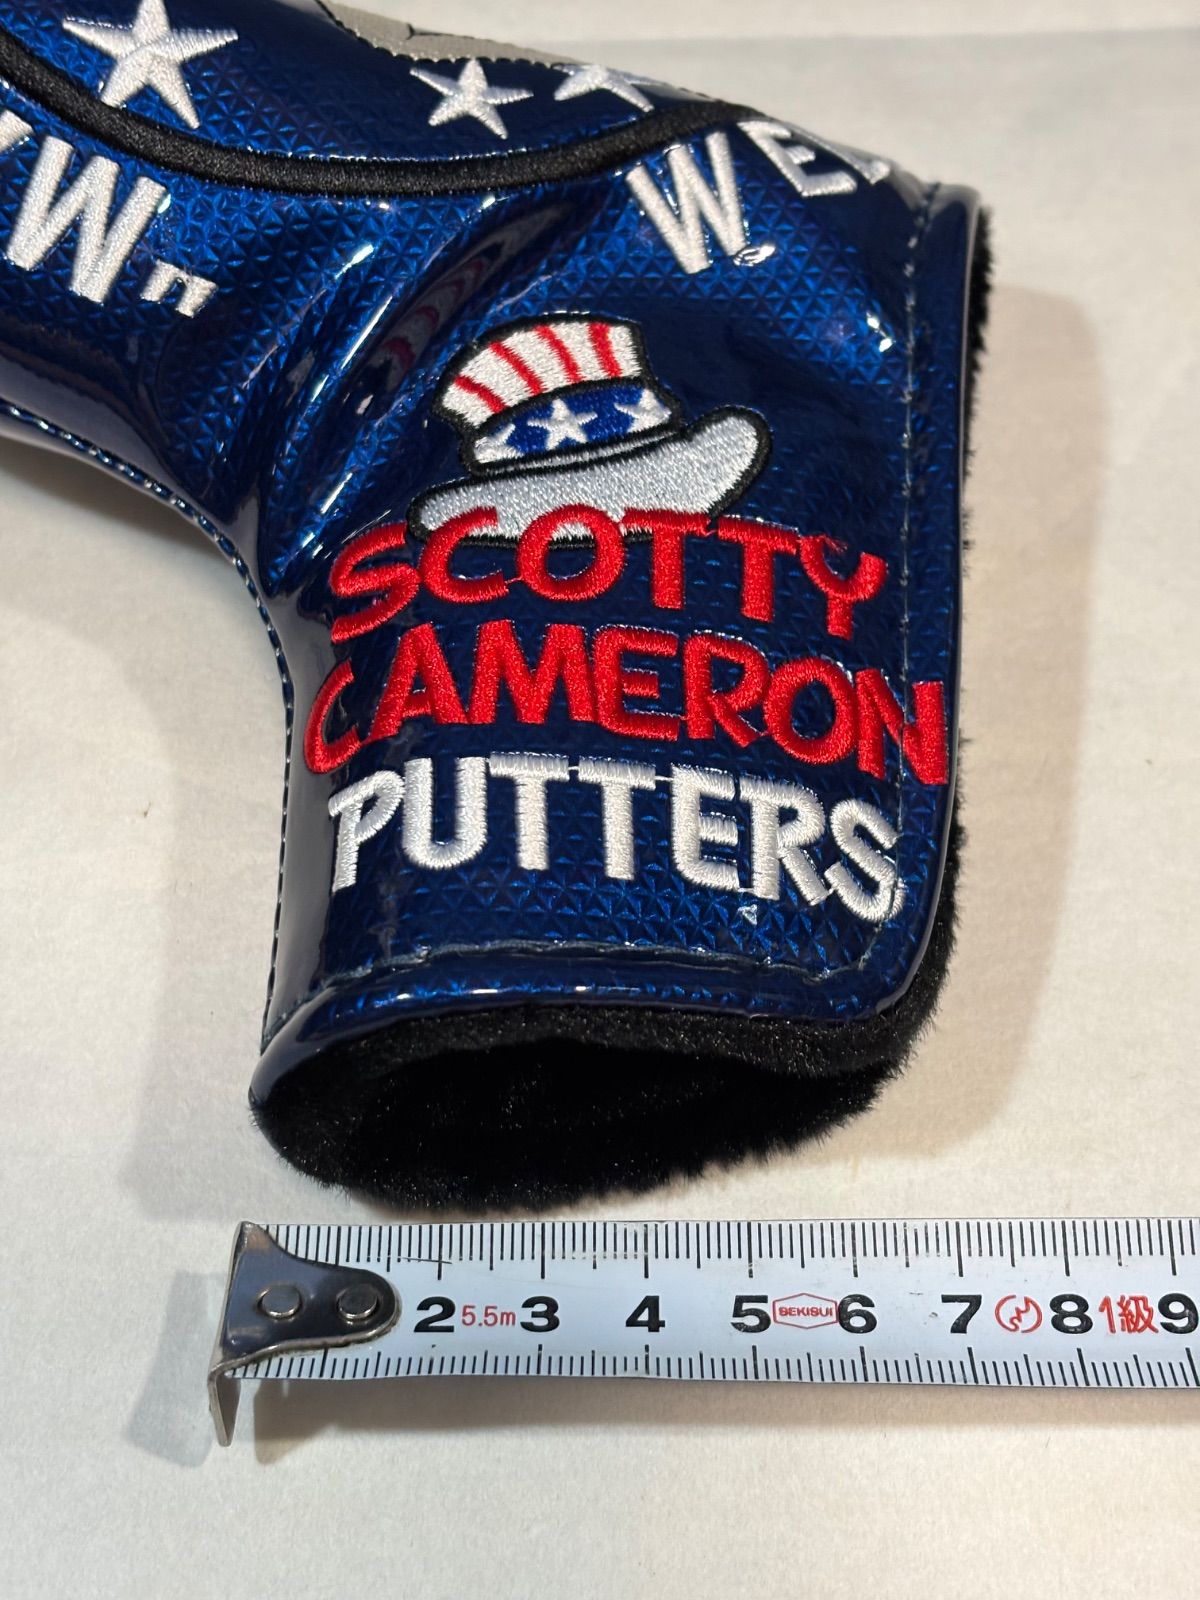 SCOTTY
CAMERON
PUTTERS
2 5.5m 3 4 5 SEKISUI 6 7 8 1級 9